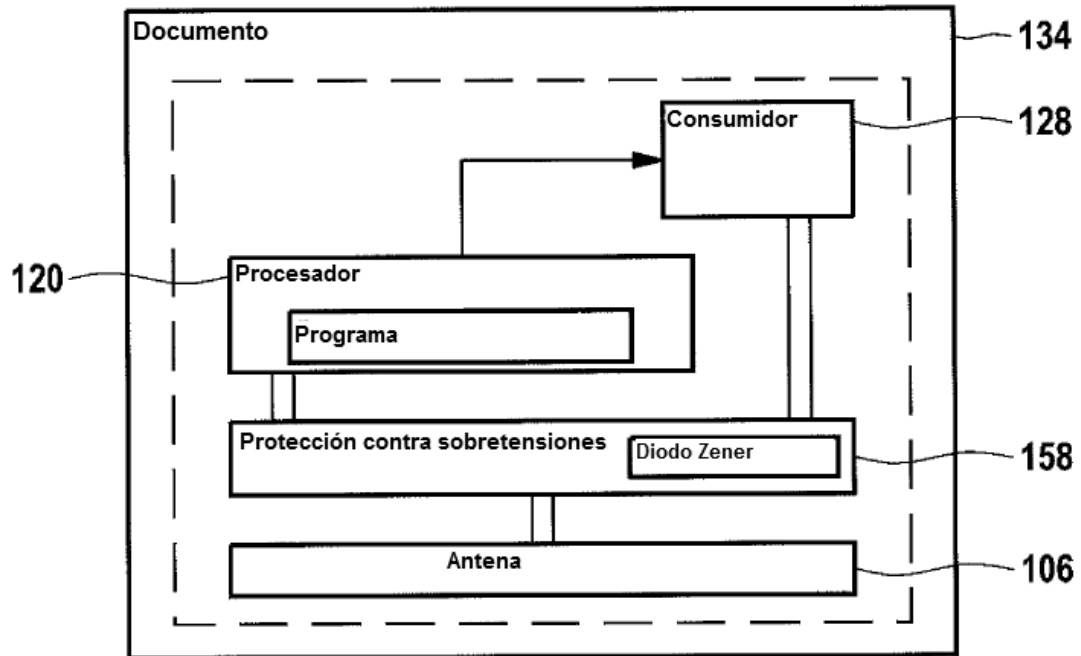 Documento
134
Consumidor
128
120
Procesador
Programa
Protección contra sobretensiones
Diodo Zener
158
Antena
106